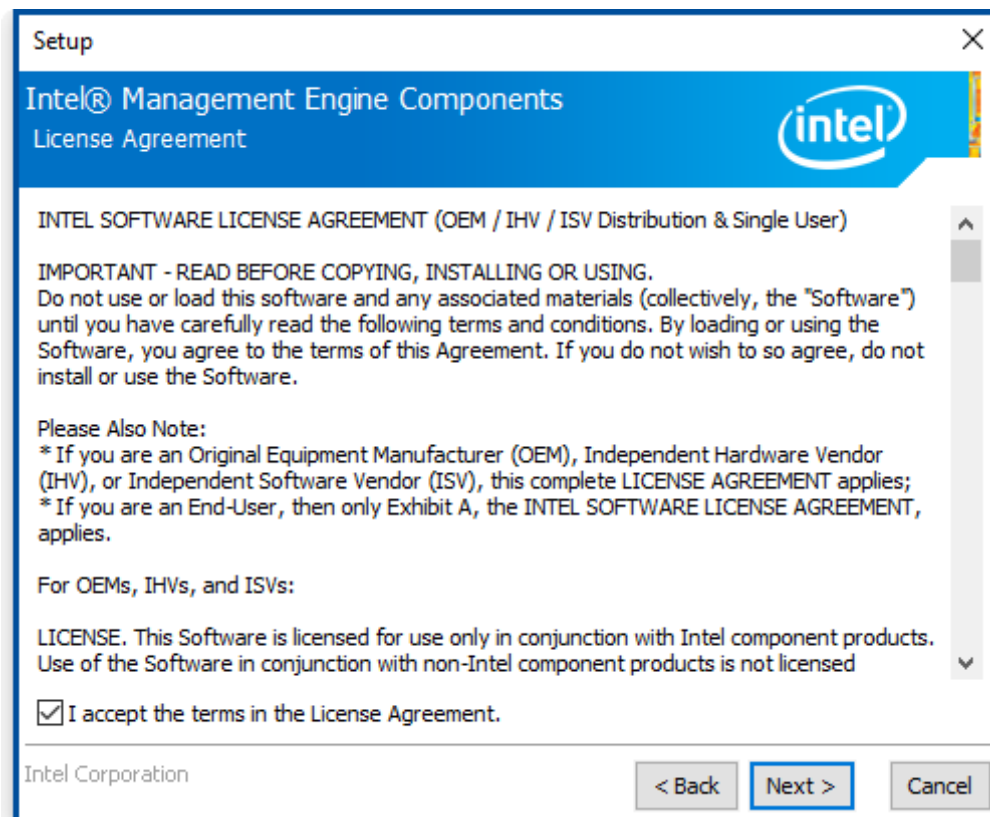 Setup
Intel® Management Engine Components
License Agreement
intel
INTEL SOFTWARE LICENSE AGREEMENT (OEM / IHV / ISV Distribution & Single User)
IMPORTANT - READ BEFORE COPYING, INSTALLING OR USING.
Do not use or load this software and any associated materials (collectively, the "Software")
until you have carefully read the following terms and conditions. By loading or using the
Software, you agree to the terms of this Agreement. If you do not wish to so agree, do not
install or use the Software.
Please Also Note:
* If you are an Original Equipment Manufacturer (OEM), Independent Hardware Vendor
(IHV), or Independent Software Vendor (ISV), this complete LICENSE AGREEMENT applies;
* If you are an End-User, then only Exhibit A, the INTEL SOFTWARE LICENSE AGREEMENT,
applies.
For OEMs, IHVs, and ISVs:
LICENSE. This Software is licensed for use only in conjunction with Intel component products.
Use of the Software in conjunction with non-Intel component products is not licensed
I accept the terms in the License Agreement.
Intel Corporation
< Back Next > Cancel